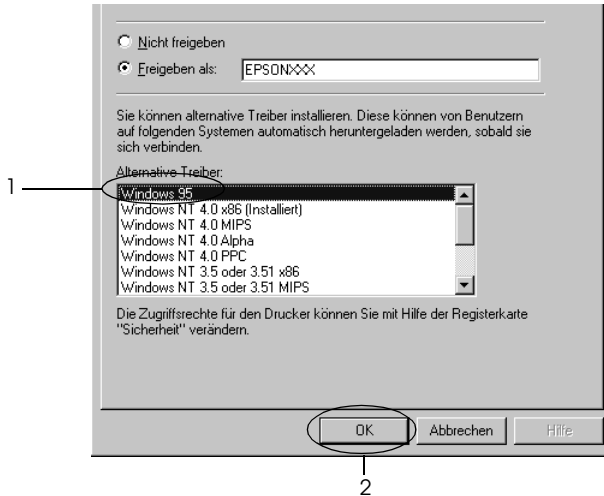 Nicht freigeben
Freigeben als: EPSONXXX
Sie können alternative Treiber installieren. Diese können von Benutzern
auf folgenden Systemen automatisch heruntergeladen werden, sobald sie
sich verbinden.
Alternative Treiber:
1
Windows 95
Windows NT 4.0 x86 (Installiert)
Windows NT 4.0 MIPS
Windows NT 4.0 Alpha
Windows NT 4.0 PPC
Windows NT 3.5 oder 3.51 x86
Windows NT 3.5 oder 3.51 MIPS
Die Zugriffsrechte für den Drucker können Sie mit Hilfe der Registerkarte
"Sicherheit" verändern.
OK Abbrechen Hilfe
2